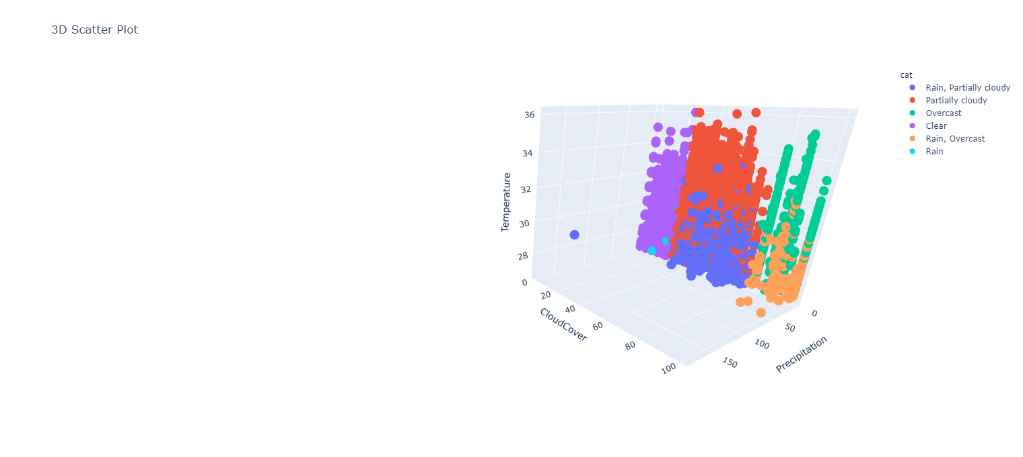 3D Scatter Plot
cat
Rain, Partially cloudy
Partially cloudy
Overcast
Clear
Rain, Overcast
Rain
36
34
32
30
28
Temperature
0
20
40
60
80
100
CloudCover
0
50
100
150
Precipitation